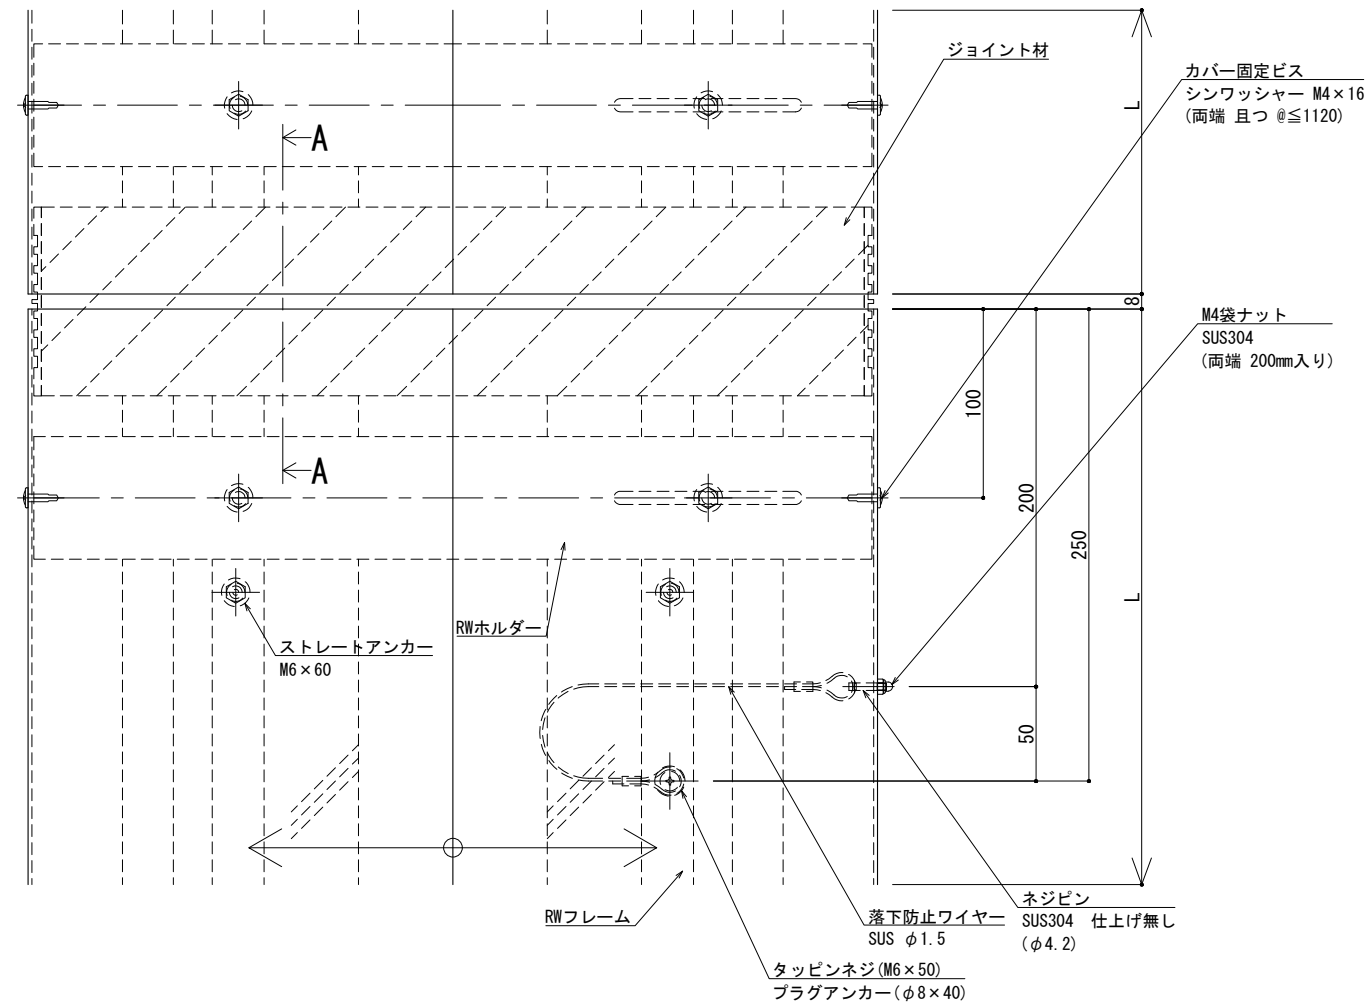 ジョイント材
カバー固定ビス
シンワッシャー M4×16
(両端 且つ @≦1120)
L
A
8
M4袋ナット
SUS304
(両端 200mm入り)
100
A
200
250
L
RWホルダー
ストレートアンカー
M6×60
50
RWフレーム
落下防止ワイヤー
SUS φ1.5
ネジピン
SUS304 仕上げ無し
(φ4.2)
タッピンネジ(M6×50)
プラグアンカー(φ8×40)